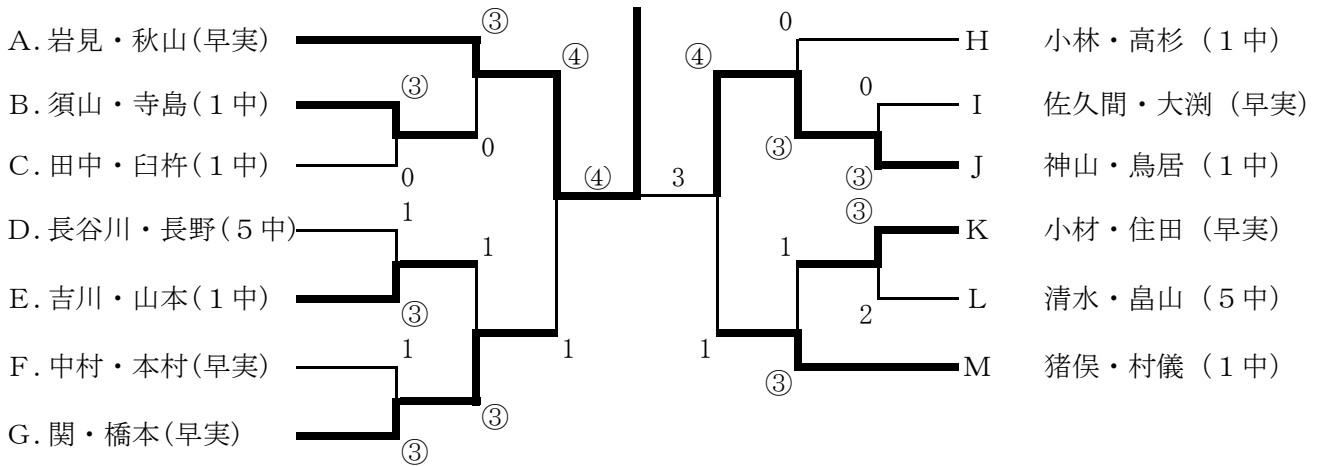 ③
0
A.岩見・秋山(早実)
④
④
H 小林・高杉（1中）
③
0
B.須山・寺島(1中)
I 佐久間・大渕（早実）
0
③
C.田中・臼杵(1中)
J 神山・鳥居（1中）
0
④
3
③
1
③
D.長谷川・長野(5中)
K 小材・住田（早実）
1
1
E.吉川・山本(1中)
L 清水・畠山（5中）
③
2
1
1
1
F.中村・本村(早実)
M 猪俣・村儀（1中）
③
③
G.関・橋本(早実)
③